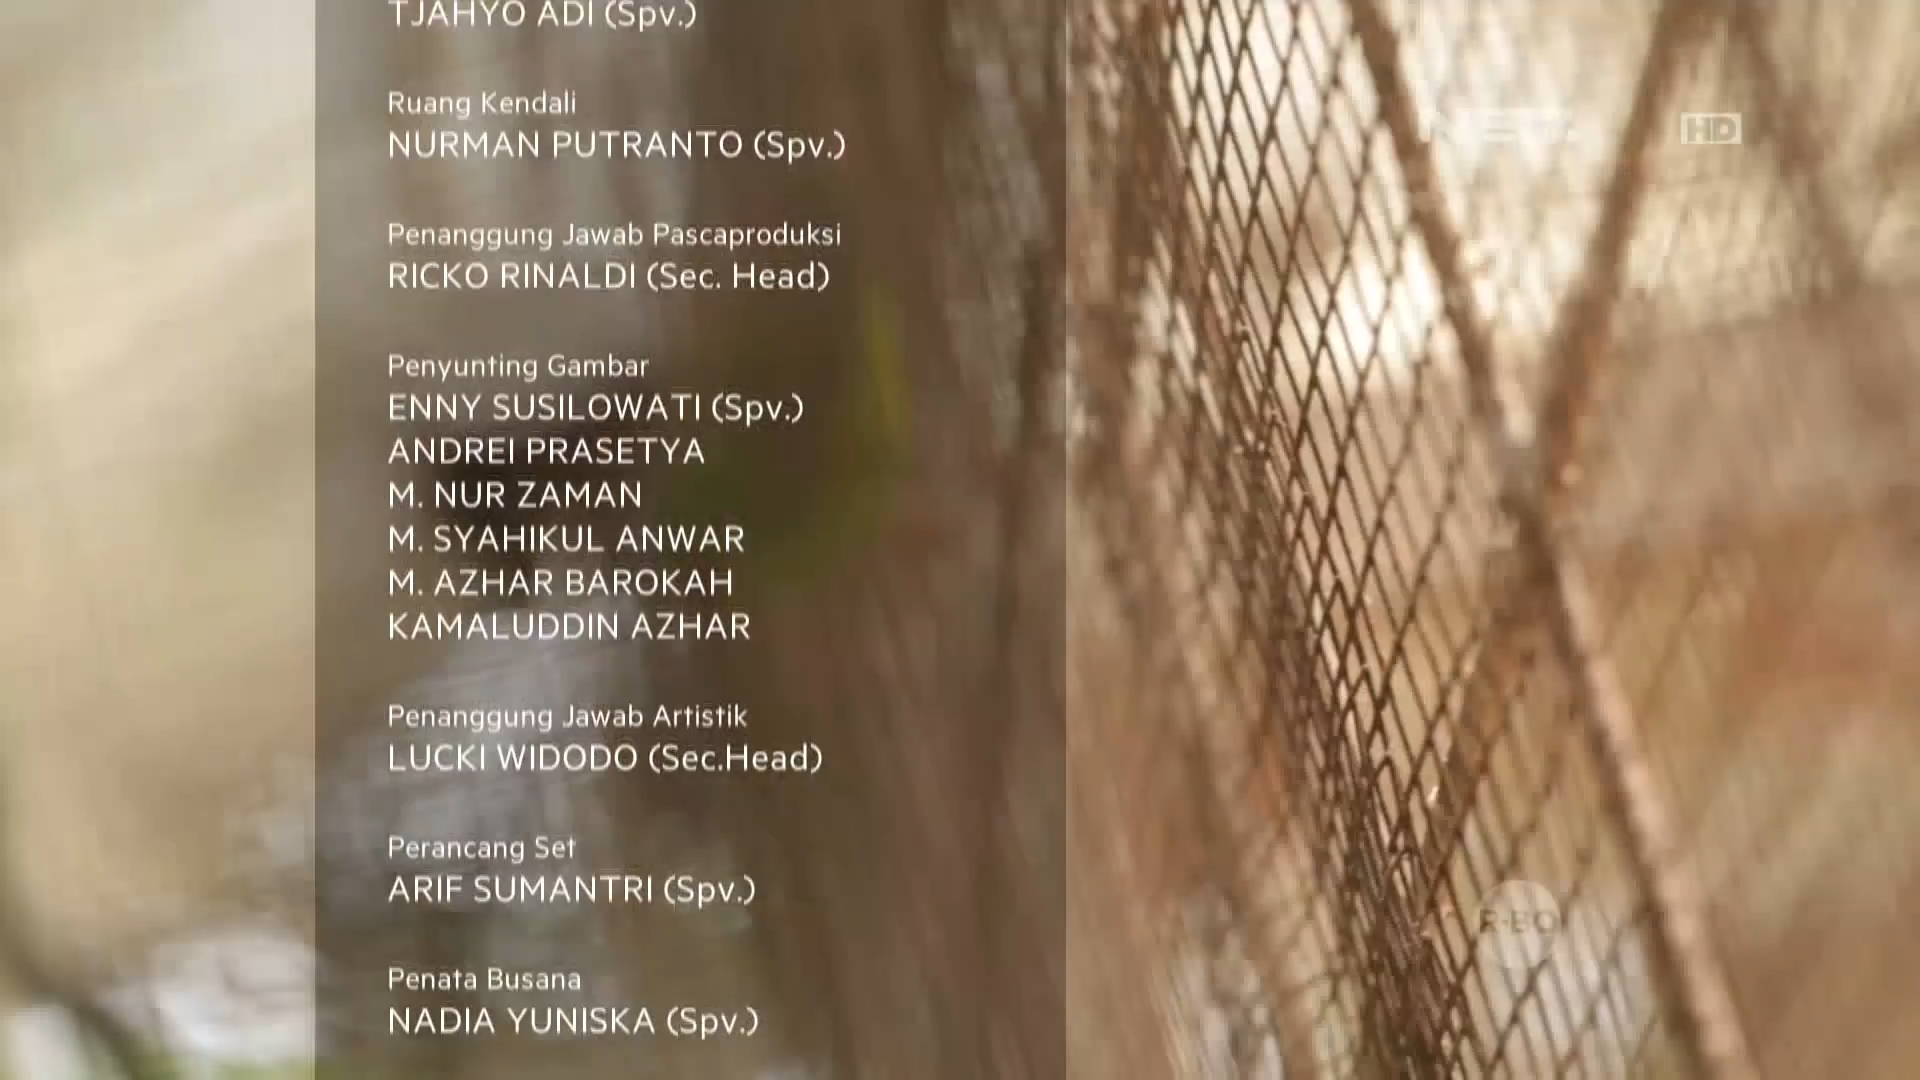 TJAHYO ADI (Spv.)
Ruang Kendali
NURMAN PUTRANTO (Spv.)
Penanggung Jawab Pascaproduksi
RICKO RINALDI (Sec. Head)
Penyunting Gambar
ENNY SUSILOWATI (Spv.)
ANDREI PRASETYA
M. NUR ZAMAN
M. SYAHIKUL ANWAR
M. AZHAR BAROKAH
KAMALUDDIN AZHAR
Penanggung Jawab Artistik
LUCKI WIDODO (Sec.Head)
Perancang Set
ARIF SUMANTRI (Spv.)
Penata Busana
NADIA YUNISKA (Spv.)
NET.
HD
R-BO